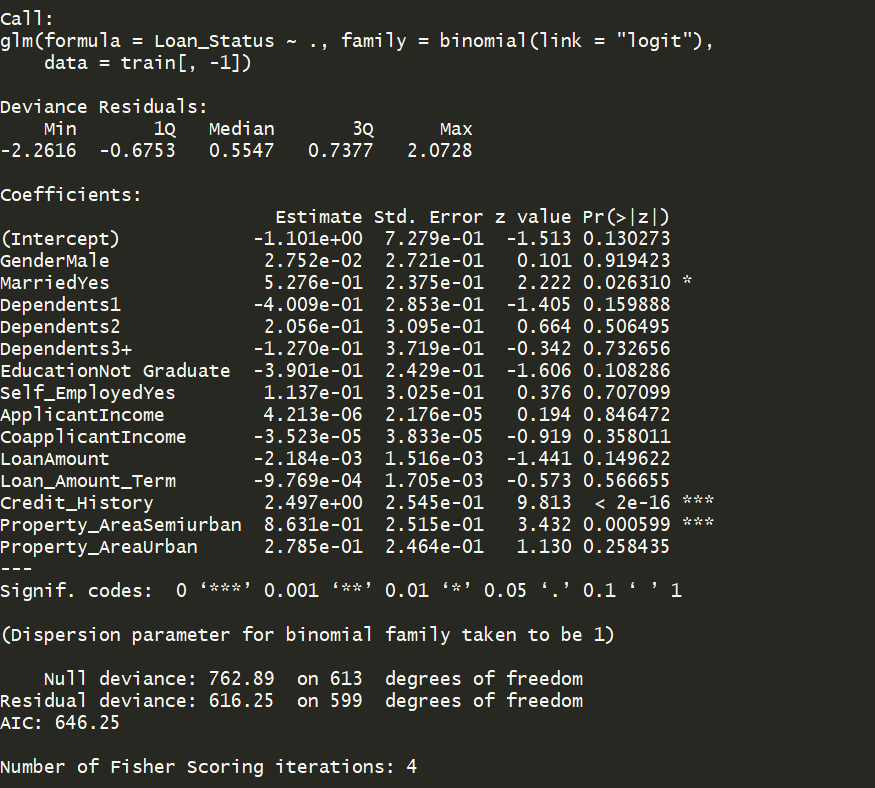 Call:
glm(formula = Loan_Status ~ ., family = binomial(link = "logit"),
    data = train[, -1])

Deviance Residuals:
    Min       1Q   Median       3Q      Max
-2.2616  -0.6753   0.5547   0.7377   2.0728

Coefficients:
                         Estimate Std. Error z value Pr(>|z|)
(Intercept)            -1.101e+00  7.279e-01  -1.513 0.130273
GenderMale              2.752e-02  2.721e-01   0.101 0.919423
MarriedYes              5.276e-01  2.375e-01   2.222 0.026310 *
Dependents1            -4.009e-01  2.853e-01  -1.405 0.159888
Dependents2             2.056e-01  3.095e-01   0.664 0.506495
Dependents3+           -1.270e-01  3.719e-01  -0.342 0.732656
EducationNot Graduate  -3.901e-01  2.429e-01  -1.606 0.108286
Self_EmployedYes        1.137e-01  3.025e-01   0.376 0.707099
ApplicantIncome         4.213e-06  2.176e-05   0.194 0.846472
CoapplicantIncome      -3.523e-05  3.833e-05  -0.919 0.358011
LoanAmount             -2.184e-03  1.516e-03  -1.441 0.149622
Loan_Amount_Term       -9.769e-04  1.705e-03  -0.573 0.566655
Credit_History          2.497e+00  2.545e-01   9.813  < 2e-16 ***
Property_AreaSemiurban  8.631e-01  2.515e-01   3.432 0.000599 ***
Property_AreaUrban      2.785e-01  2.464e-01   1.130 0.258435
---
Signif. codes:  0 ‘***’ 0.001 ‘**’ 0.01 ‘*’ 0.05 ‘.’ 0.1 ‘ ’ 1

(Dispersion parameter for binomial family taken to be 1)

    Null deviance: 762.89  on 613  degrees of freedom
Residual deviance: 616.25  on 599  degrees of freedom
AIC: 646.25

Number of Fisher Scoring iterations: 4